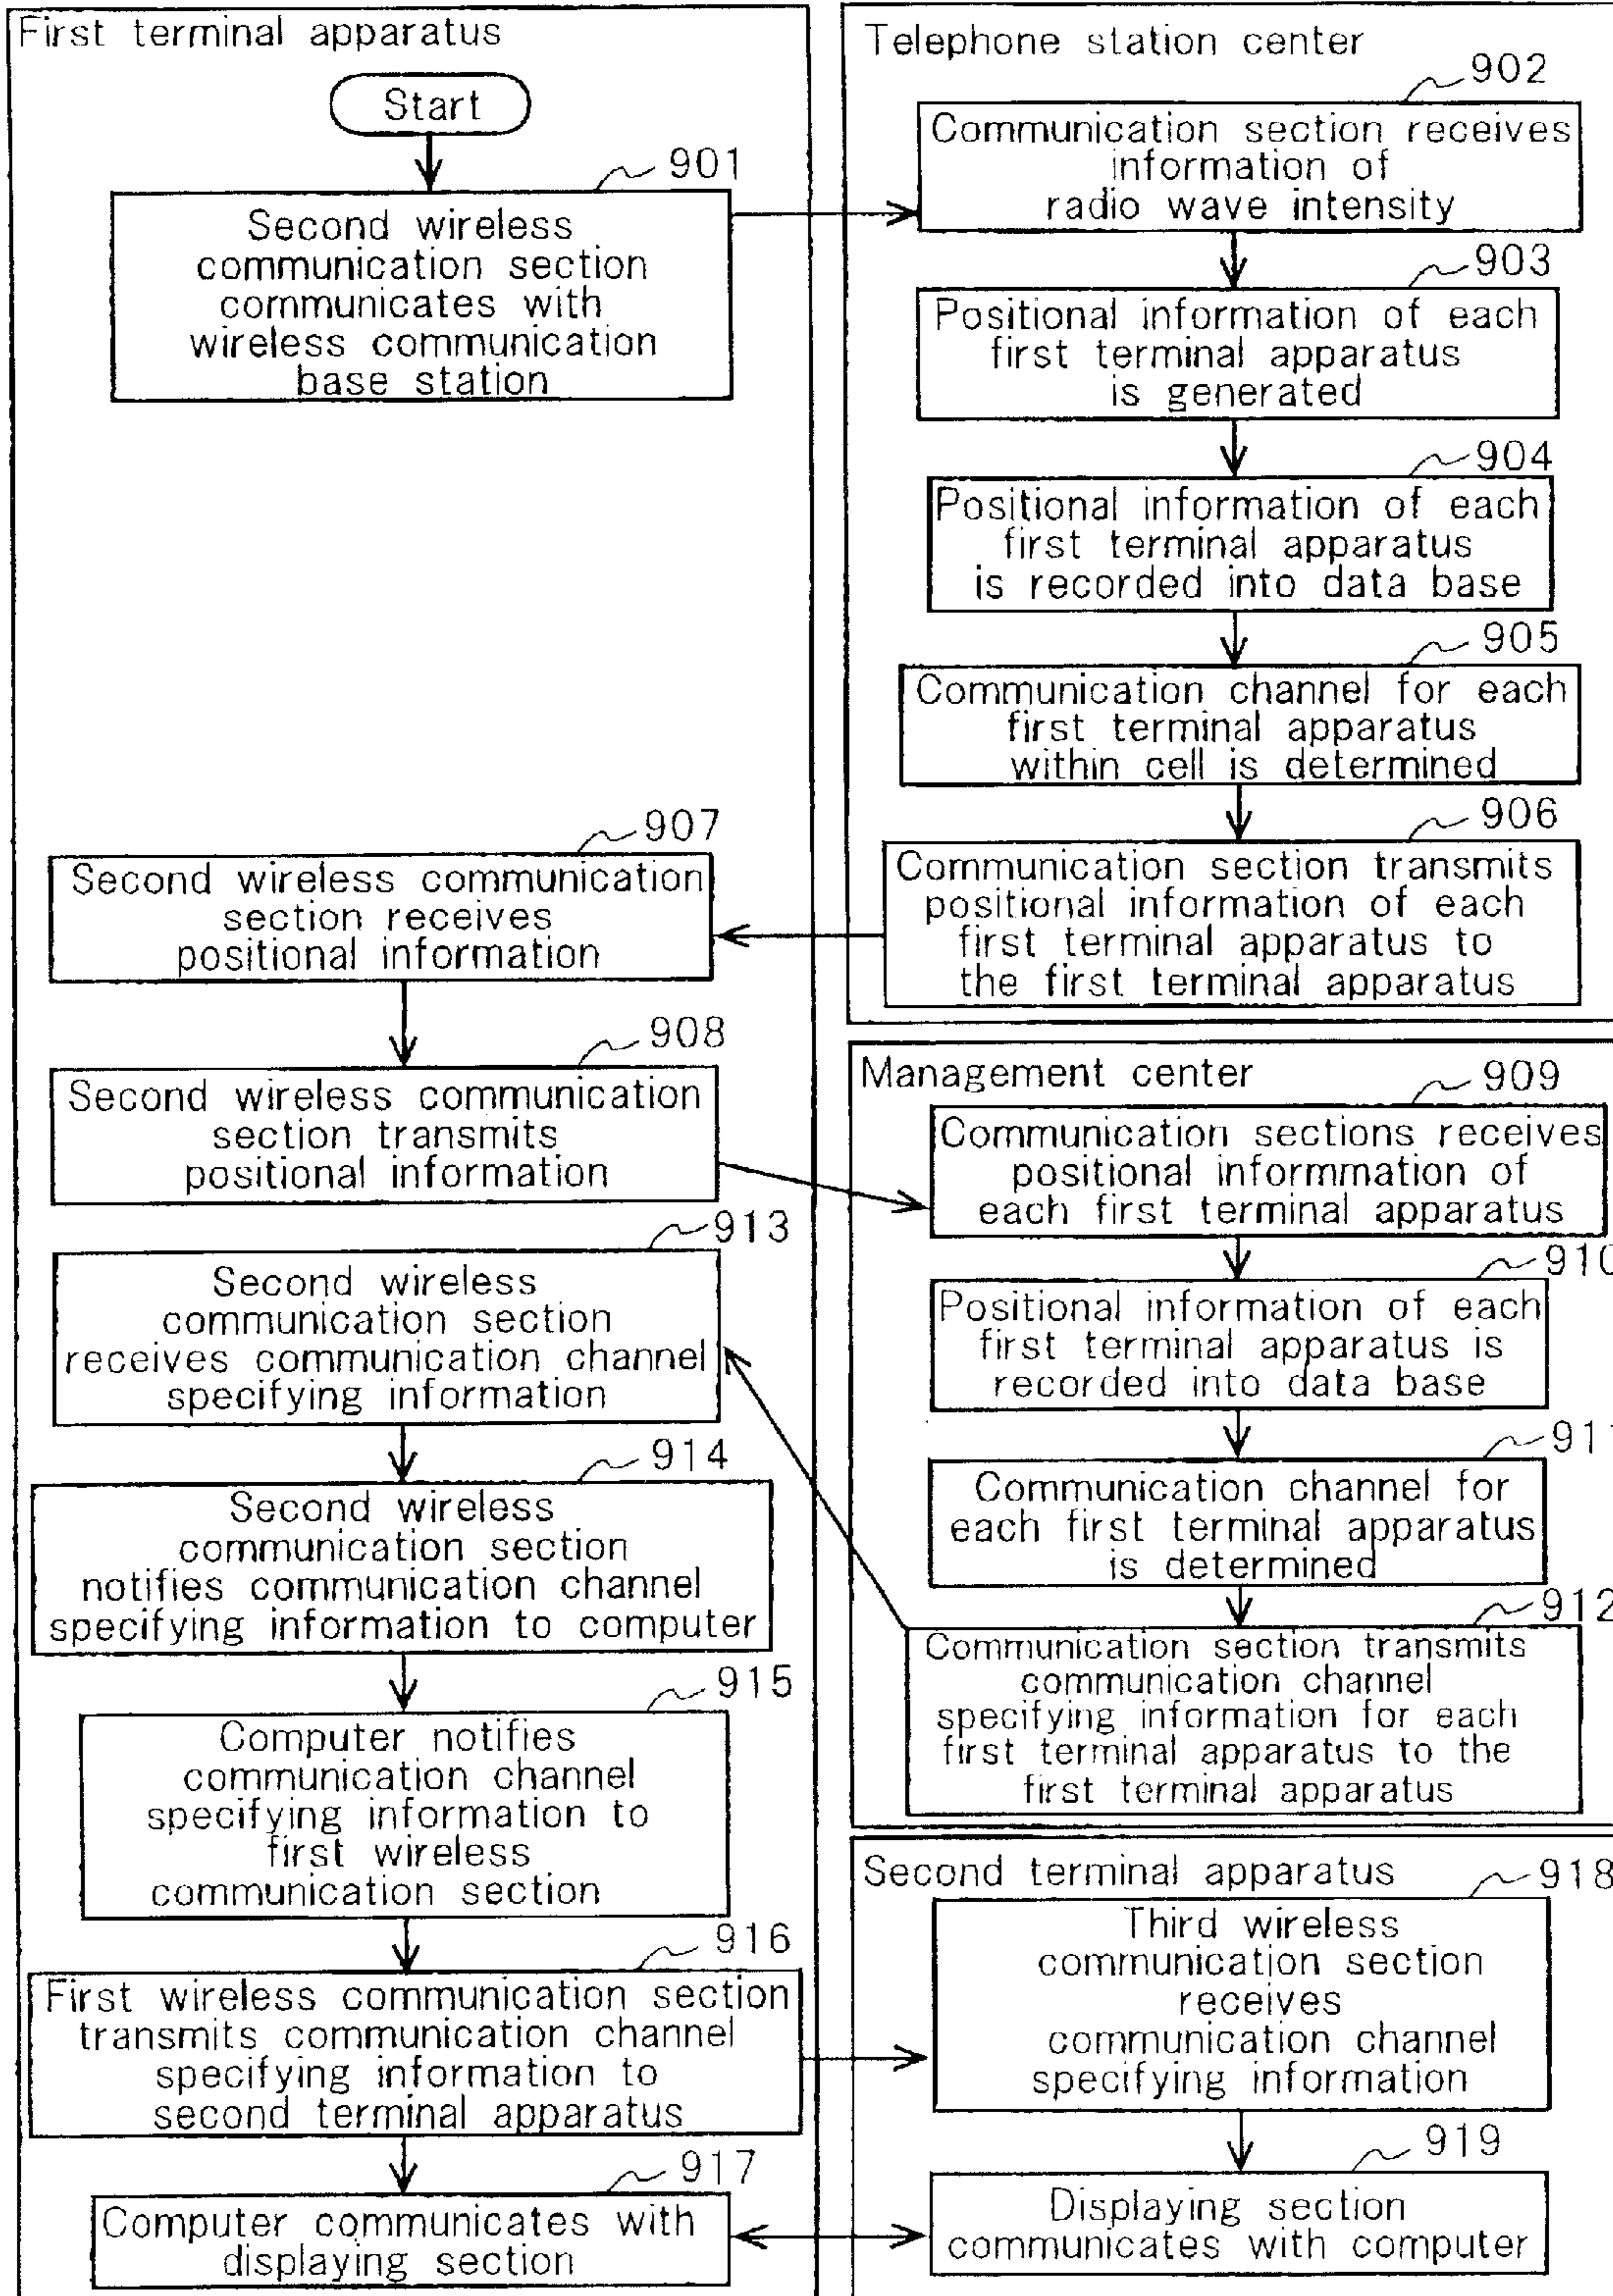 First terminal apparatus
Start
901
Second wireless
communication section
communicates with
wireless communication
base station
Telephone station center
902
Communication section receives
information of
radio wave intensity
903
Positional information of each
first terminal apparatus
is generated
904
Positional information of each
first terminal apparatus
is recorded into data base
905
Communication channel for each
first terminal apparatus
within cell is determined
906
Communication section transmits
positional information of each
first terminal apparatus to
the first terminal apparatus
907
Second wireless communication
section receives
positional information
908
Second wireless communication
section transmits
positional information
Management center
909
Communication sections receives
positional informmation of
each first terminal apparatus
910
Positional information of each
first terminal apparatus is
recorded into data base
911
Communication channel for
each first terminal apparatus
is determined
912
Communication section transmits
communication channel
specifying information for each
first terminal apparatus to the
first terminal apparatus
913
Second wireless
communication section
receives communication channel
specifying information
914
Second wireless
communication section
notifies communication channel
specifying information to computer
915
Computer notifies
communication channel
specifying information to
first wireless
communication section
916
First wireless communication section
transmits communication channel
specifying information to
second terminal apparatus
917
Computer communicates with
displaying section
Second terminal apparatus
918
Third wireless
communication section
receives
communication channel
specifying information
919
Displaying section
communicates with computer